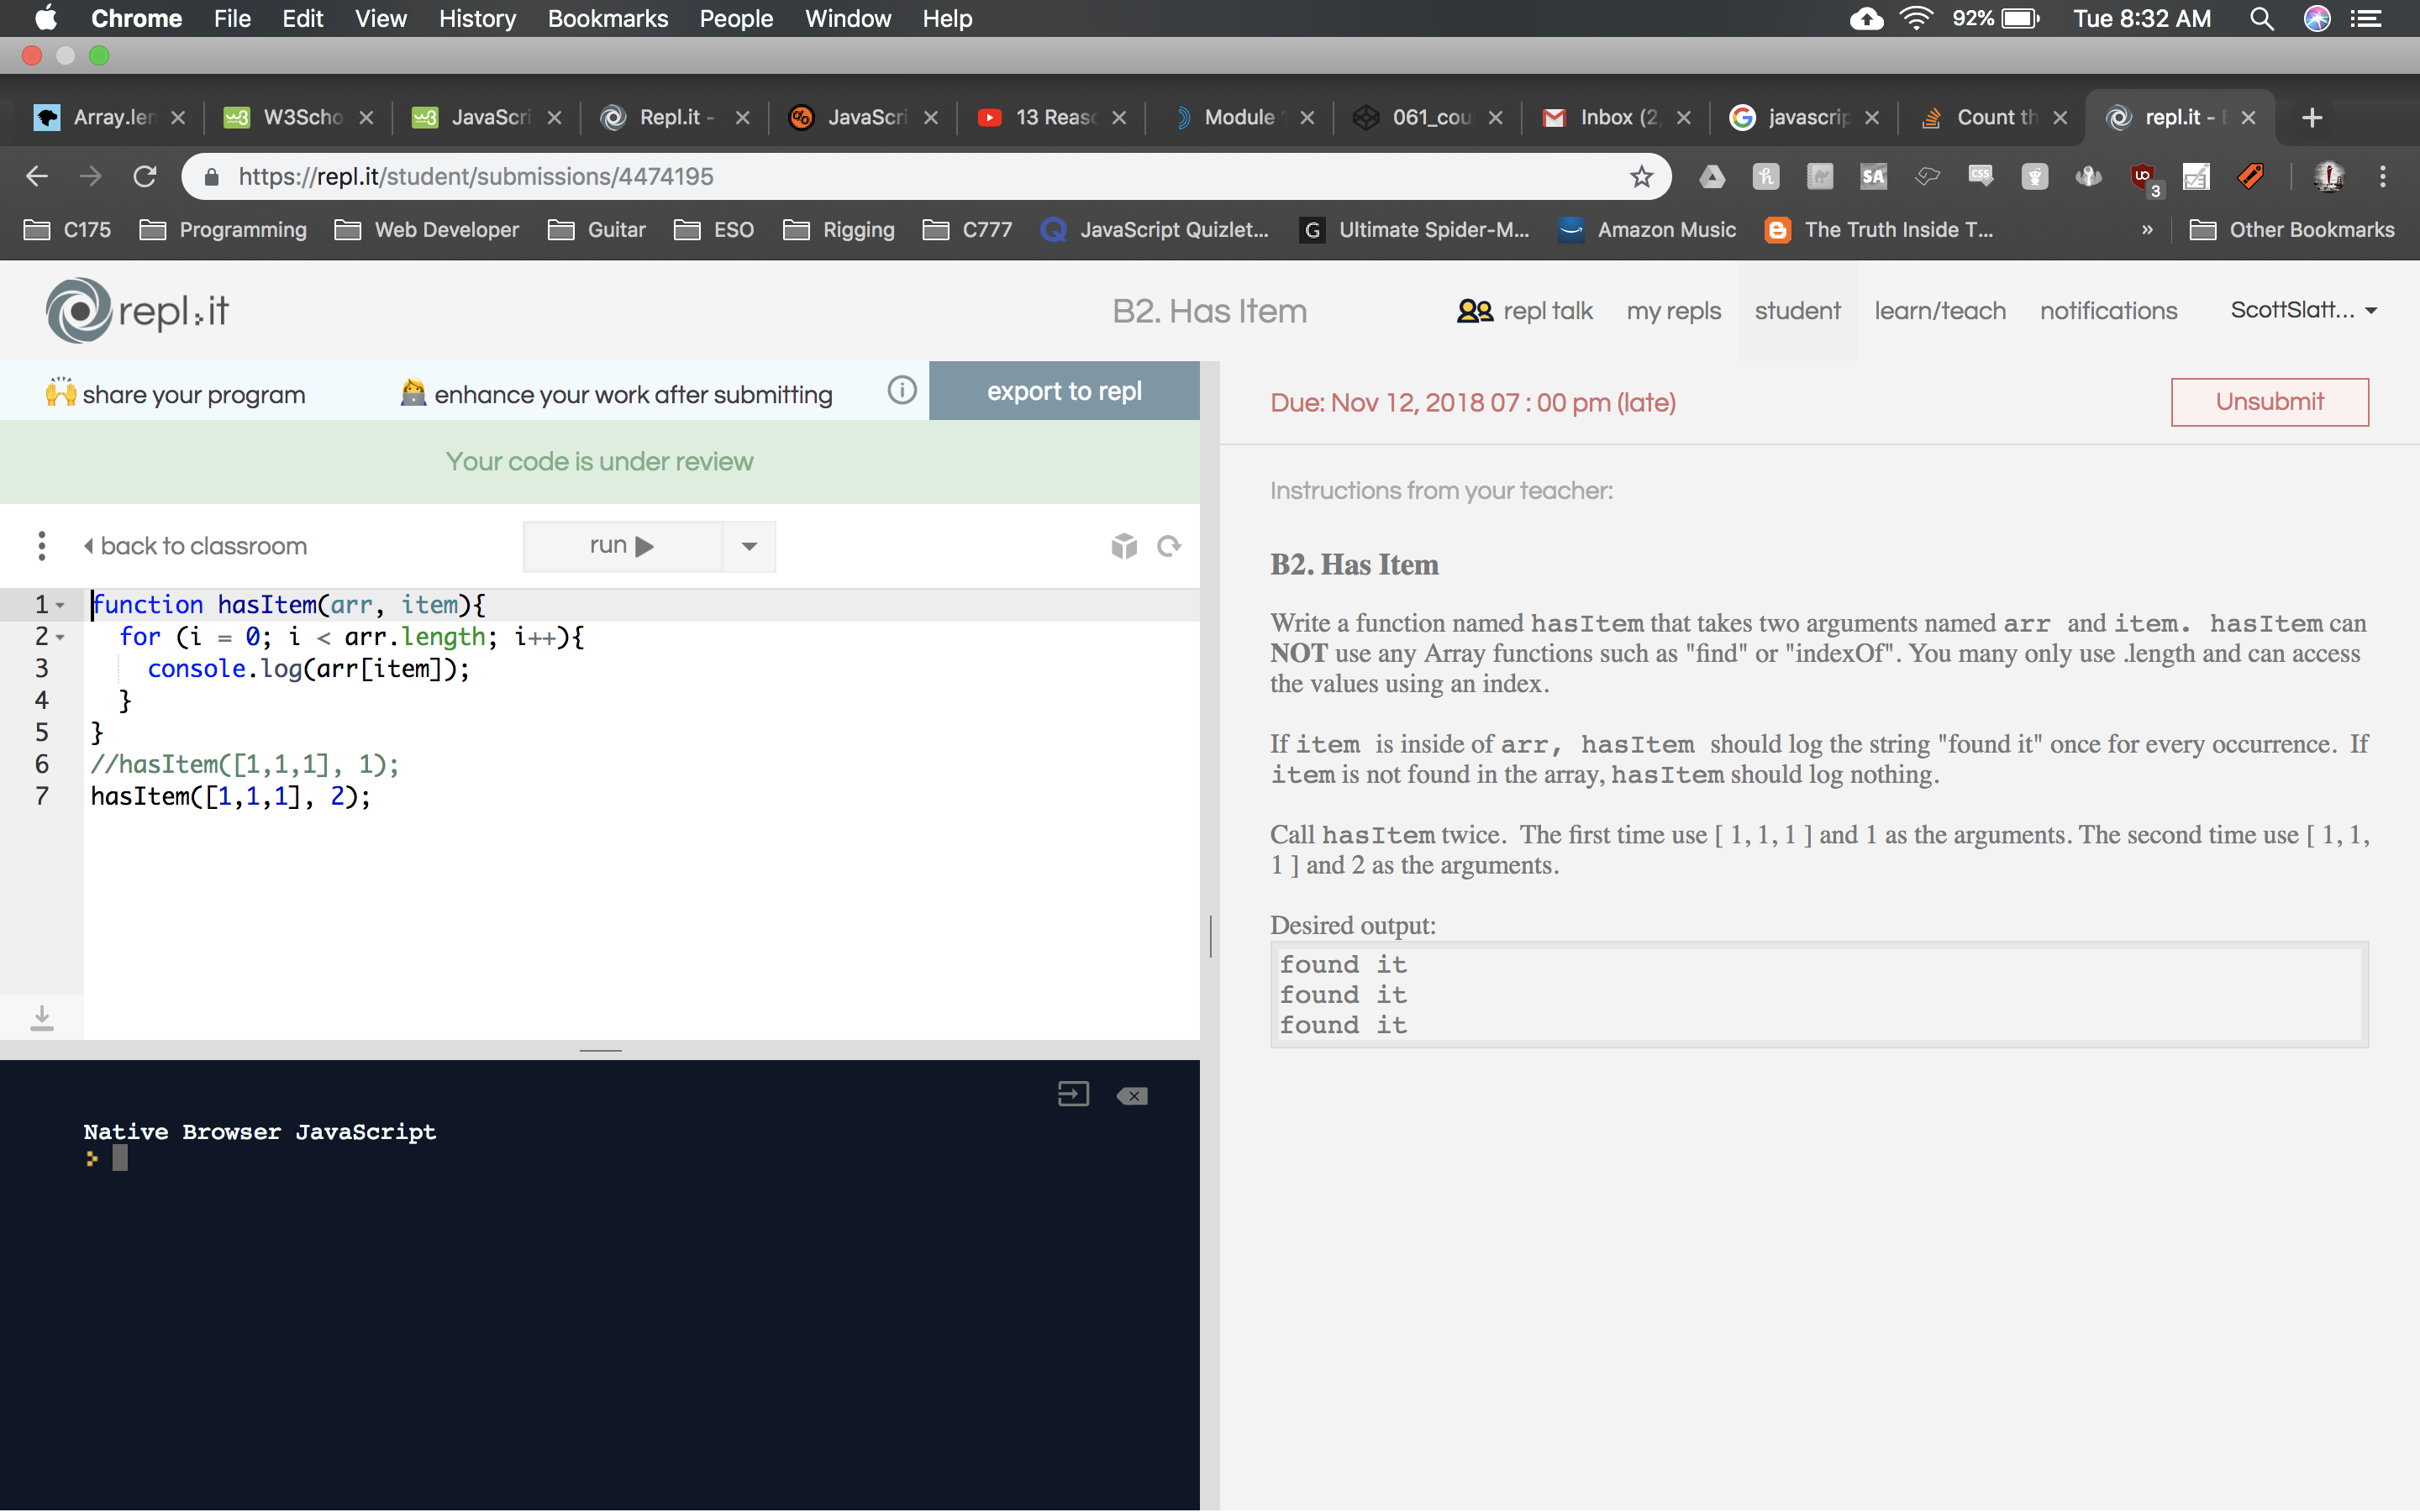 Chrome File Edit View History Bookmarks People Window Help 92% Tue 8:32 AM
Array.len W3Scho JavaScri Repl.it - JavaScri 13 Reaso Module 061_cou Inbox (2, javascrip Count th repl.it -
https://repl.it/student/submissions/4474195 SA CSS UD 3
C175 Programming Web Developer Guitar ESO Rigging C777 JavaScript Quizlet... G Ultimate Spider-M... Amazon Music The Truth Inside T... » Other Bookmarks
repl.it B2. Has Item repl talk my repls student learn/teach notifications ScottSlatt...
share your program enhance your work after submitting export to repl
Your code is under review
back to classroom run
1 function hasItem(arr, item){
2 for (i = 0; i < arr.length; i++){
3 console.log(arr[item]);
4 }
5 }
6 //hasItem([1,1,1], 1);
7 hasItem([1,1,1], 2);
Native Browser JavaScript
>
Due: Nov 12, 2018 07 : 00 pm (late) Unsubmit
Instructions from your teacher:
B2. Has Item
Write a function named hasItem that takes two arguments named arr and item. hasItem can
NOT use any Array functions such as "find" or "indexOf". You many only use .length and can access
the values using an index.
If item is inside of arr, hasItem should log the string "found it" once for every occurrence. If
item is not found in the array, hasItem should log nothing.
Call hasItem twice. The first time use [ 1, 1, 1 ] and 1 as the arguments. The second time use [ 1, 1,
1 ] and 2 as the arguments.
Desired output:
found it
found it
found it